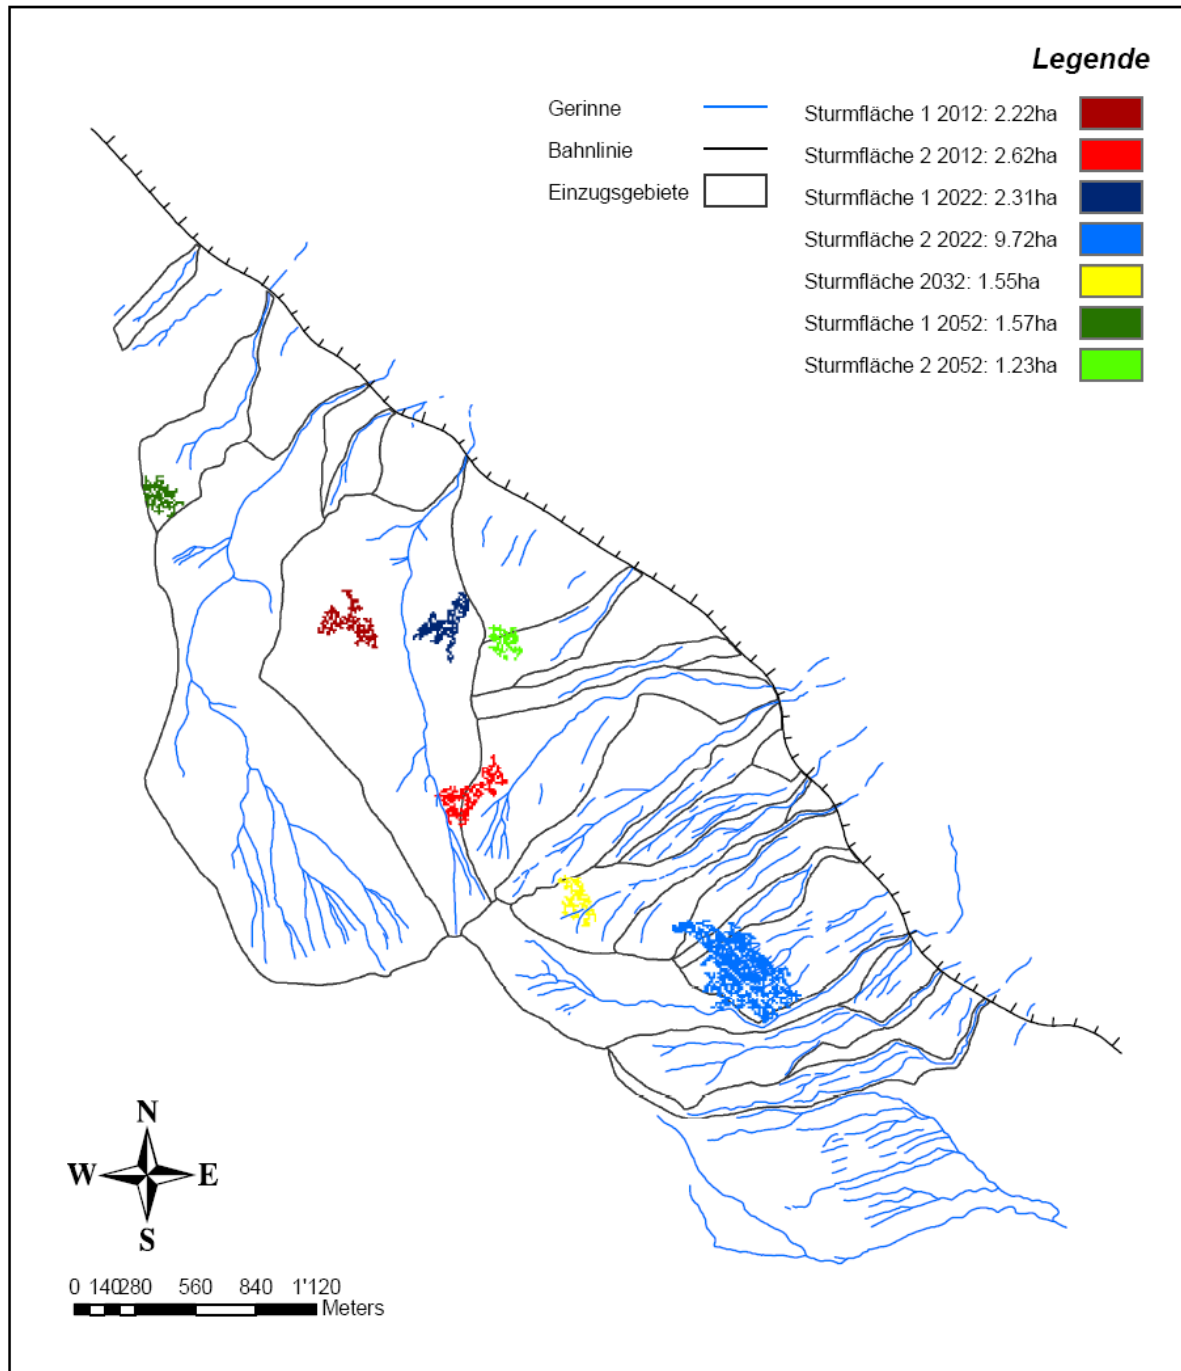 Legende
Gerinne
Bahnlinie
Einzugsgebiete
Sturmfläche 1 2012: 2.22ha
Sturmfläche 2 2012: 2.62ha
Sturmfläche 1 2022: 2.31ha
Sturmfläche 2 2022: 9.72ha
Sturmfläche 2032: 1.55ha
Sturmfläche 1 2052: 1.57ha
Sturmfläche 2 2052: 1.23ha
N
W E
S
0 140280 560 840 1'120
Meters